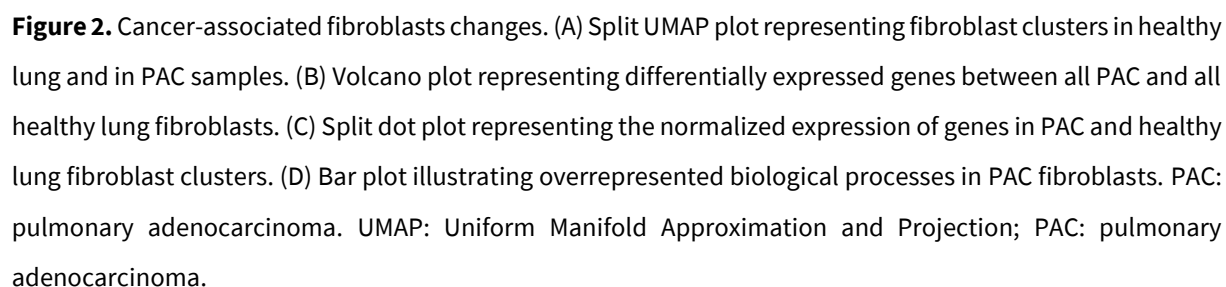 Figure 2. Cancer-associated fibroblasts changes. (A) Split UMAP plot representing fibroblast clusters in healthy
lung and in PAC samples. (B) Volcano plot representing differentially expressed genes between all PAC and all
healthy lung fibroblasts. (C) Split dot plot representing the normalized expression of genes in PAC and healthy
lung fibroblast clusters. (D) Bar plot illustrating overrepresented biological processes in PAC fibroblasts. PAC:
pulmonary adenocarcinoma. UMAP: Uniform Manifold Approximation and Projection; PAC: pulmonary
adenocarcinoma.